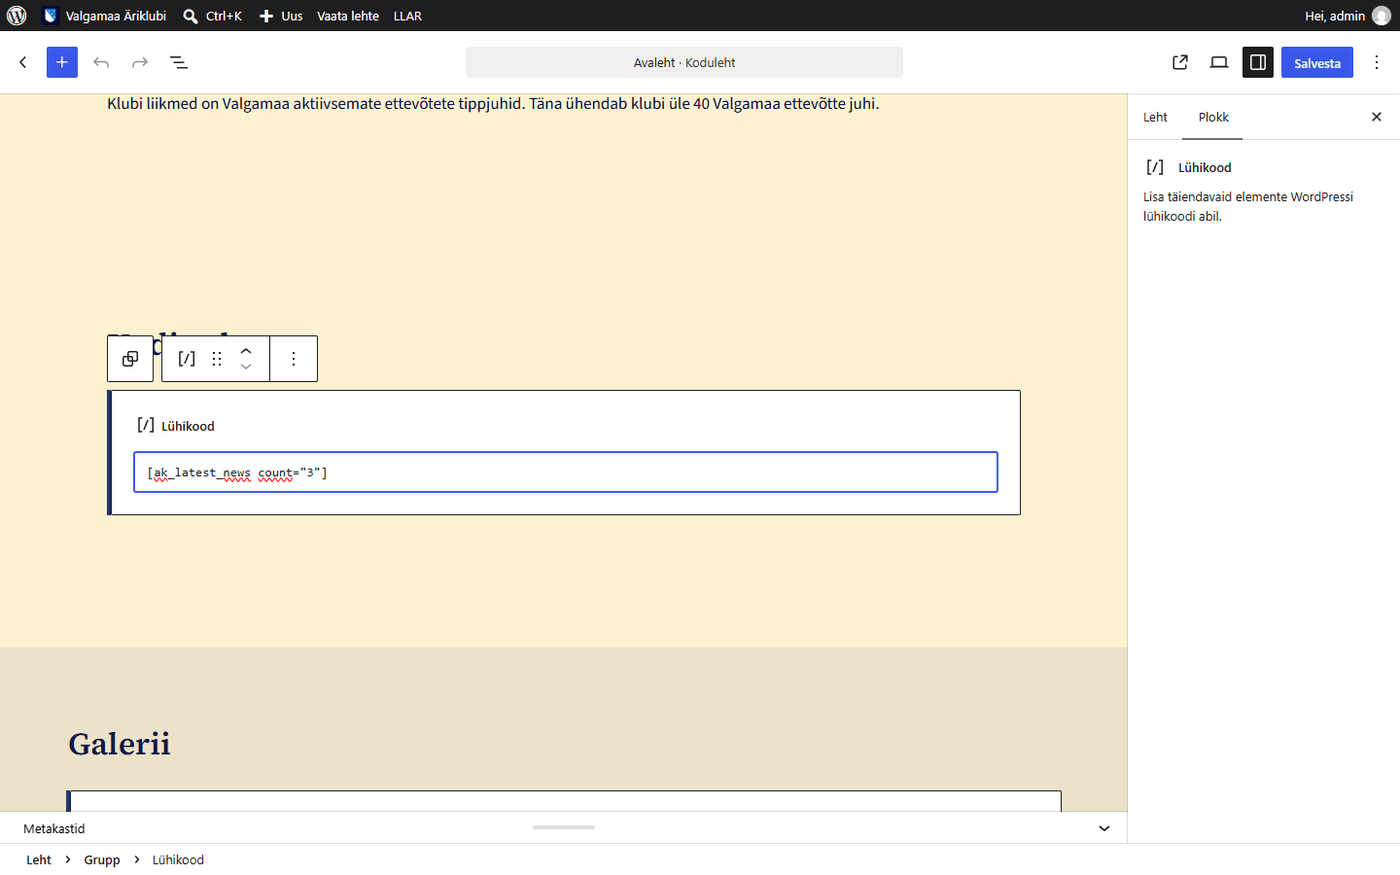 Valgamaa Äriklubi Ctrl+K Uus Vaata lehte LLAR Hei, admin
Avaleht · Koduleht
Salvesta
Klubi liikmed on Valgamaa aktiivsemate ettevõtete tippjuhid. Täna ühendab klubi üle 40 Valgamaa ettevõtte juhi.
Leht Plokk
[/] Lühikood
Lisa täiendavaid elemente WordPressi
lühikoodi abil.
[/]
[/] Lühikood
[ak_latest_news count="3"]
Galerii
Metakastid
Leht > Grupp > Lühikood